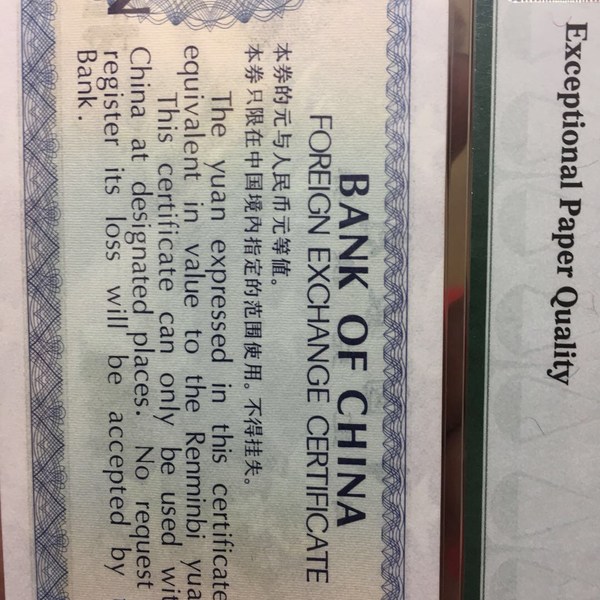 Exceptional Paper Quality
BANK OF CHINA
FOREIGN EXCHANGE CERTIFICATE
本券的元与人民币元等值。
本券只限在中国境内指定的范围使用。不得挂失。
The yuan expressed in this certificate
equivalent in value to the Renminbi yua
This certificate can only be used wit
China at designated places. No request
register its loss will be accepted by
Bank.
N